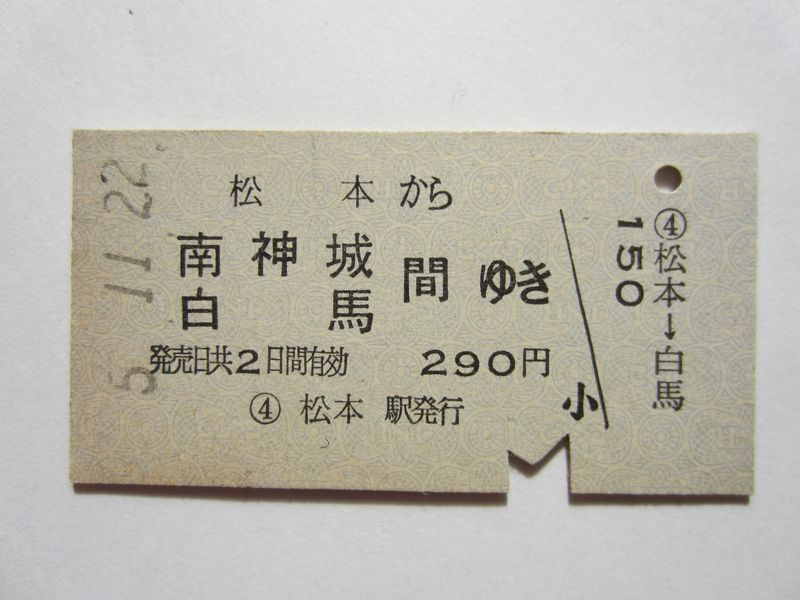 松本から
南神城
白馬
間ゆき
発売日共2日間有効 290円
④ 松本 駅発行
小
④松本→白馬
150
11 22.